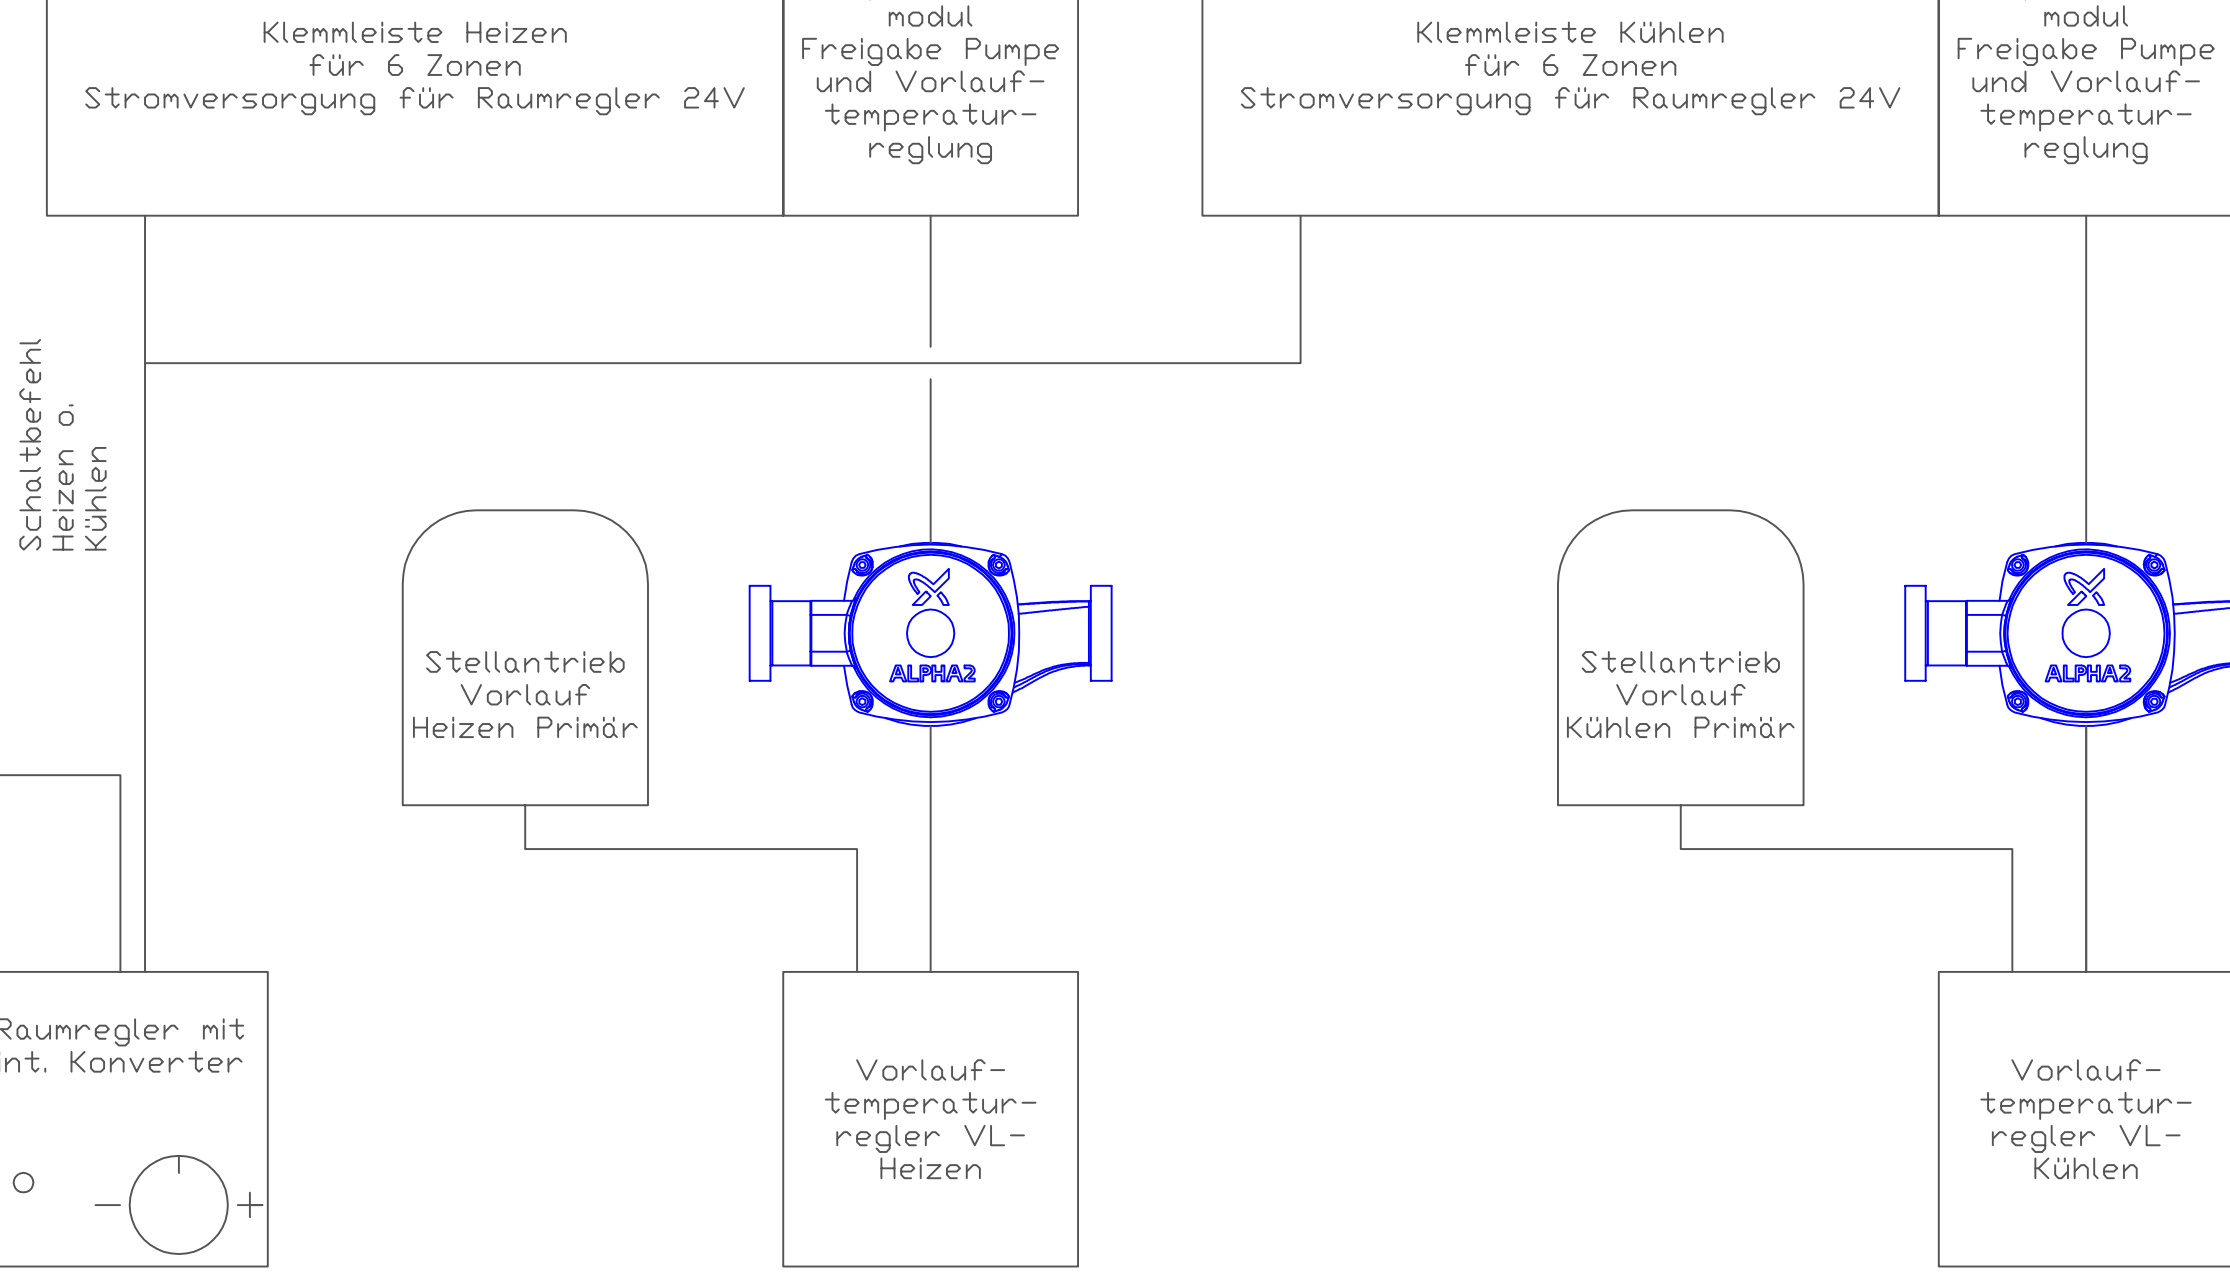 Klemmleiste Heizen
für 6 Zonen
Stromversorgung für Raumregler 24V
modul
Freigabe Pumpe
und Vorlauf-
temperatur-
reglung
Klemmleiste Kühlen
für 6 Zonen
Stromversorgung für Raumregler 24V
modul
Freigabe Pumpe
und Vorlauf-
temperatur-
reglung
Schaltbefehl
Heizen o.
Kühlen
Stellantrieb
Vorlauf
Heizen Primär
ALPHA2
Stellantrieb
Vorlauf
Kühlen Primär
ALPHA2
Raumregler mit
int. Konverter
- +
Vorlauf-
temperatur-
regler VL-
Heizen
Vorlauf-
temperatur-
regler VL-
Kühlen